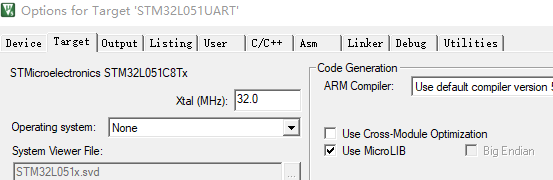 Options for Target 'STM32L051UART'
Device Target Output Listing User C/C++ Asm Linker Debug Utilities
STMicroelectronics STM32L051C8Tx
Xtal (MHz): 32.0
Operating system: None
System Viewer File:
STM32L051x.svd ...
Code Generation
ARM Compiler: Use default compiler version 5
Use Cross-Module Optimization
Use MicroLIB Big Endian